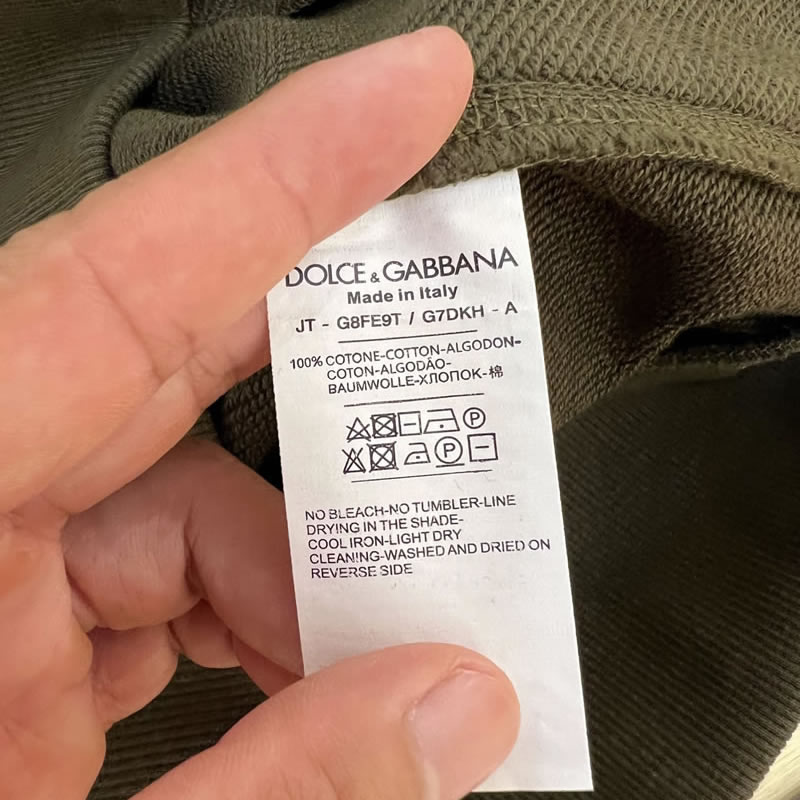 DOLCE & GABBANA
Made in Italy
JT - G8FE9T / G7DKH - A
100% COTONE-COTTON-ALGODON-
COTON-ALGODÃO-
BAUMWOLLE-ХЛОПОК-棉
P
P
NO BLEACH-NO TUMBLER-LINE
DRYING IN THE SHADE-
COOL IRON-LIGHT DRY
CLEANING-WASHED AND DRIED ON
REVERSE SIDE